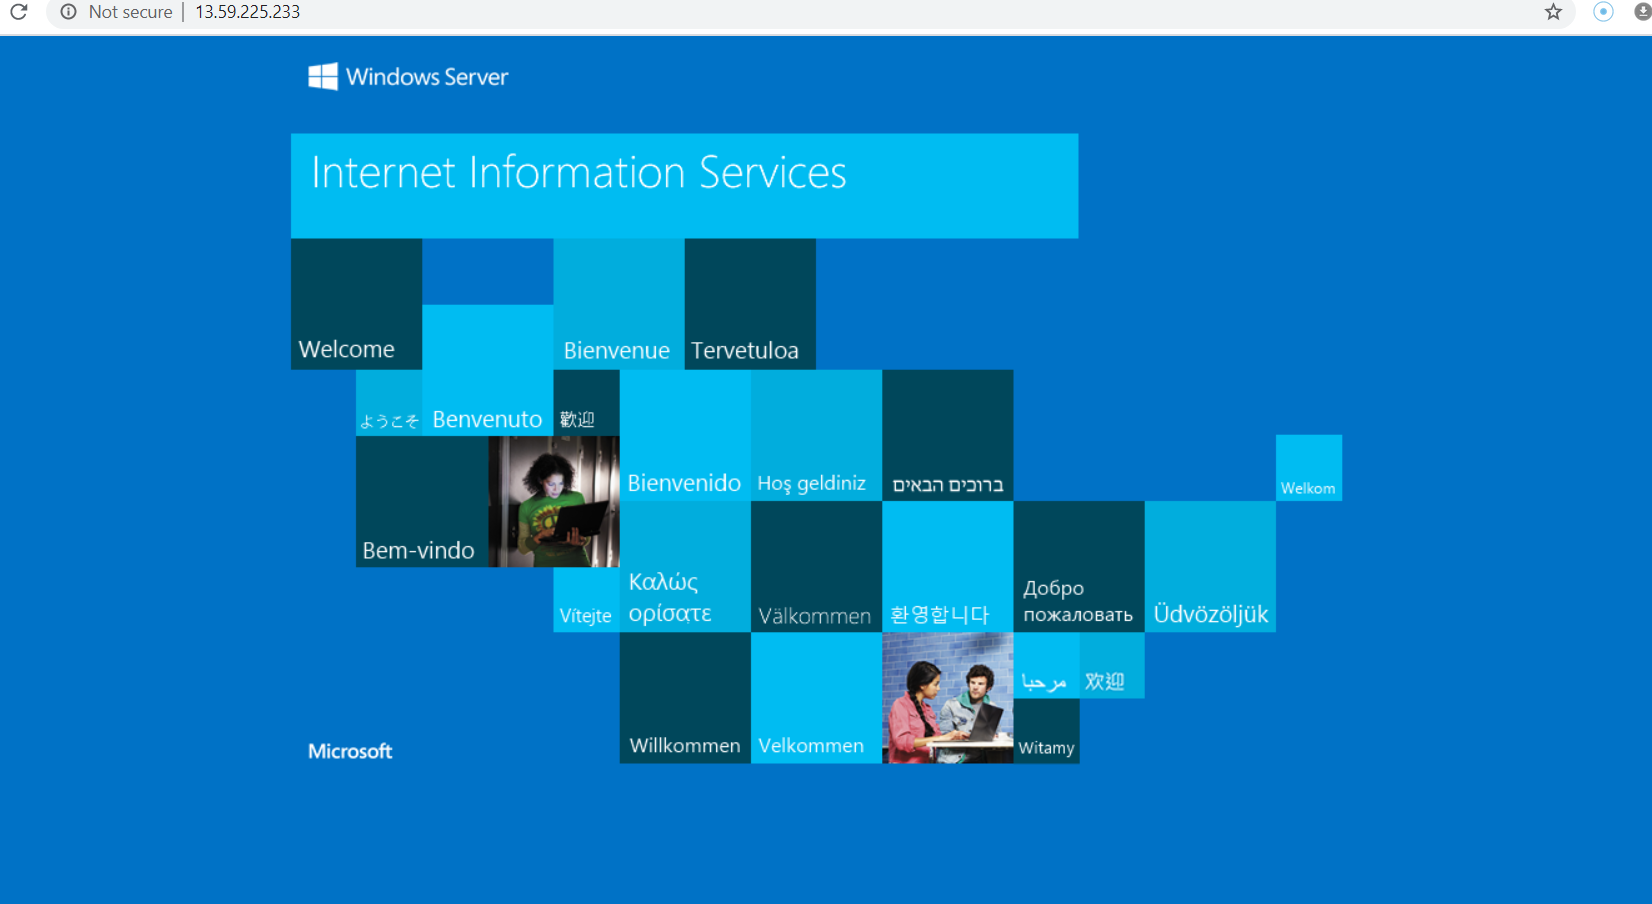 Not secure | 13.59.225.233
Windows Server
Internet Information Services
Welcome
Bienvenue
Tervetuloa
ようこそ
Benvenuto
歡迎
Bienvenido
Hoş geldiniz
ברוכים הבאים
Welkom
Bem-vindo
Vítejte
Καλώς
ορίσατε
Välkommen
환영합니다
Добро
пожаловать
Üdvözöljük
مرحبا
欢迎
Willkommen
Velkommen
Witamy
Microsoft